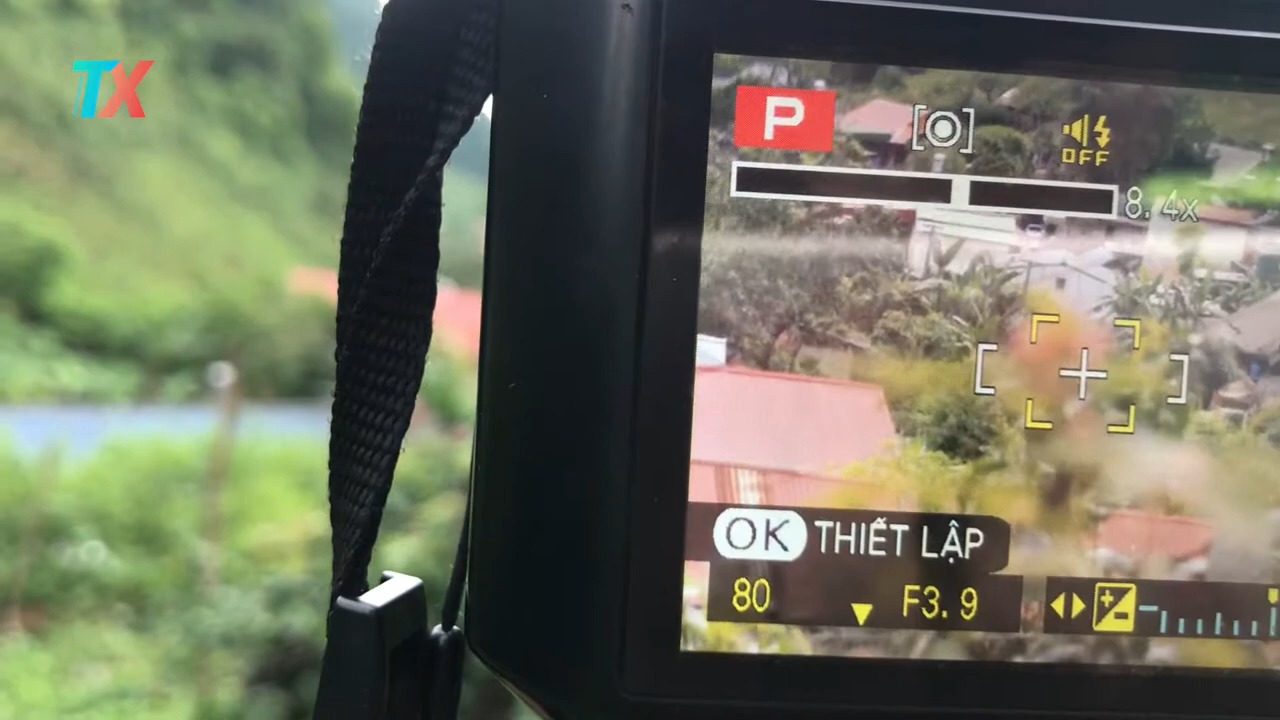 TX
P
OFF
8.4x
OK THIẾT LẬP
80 F3.9